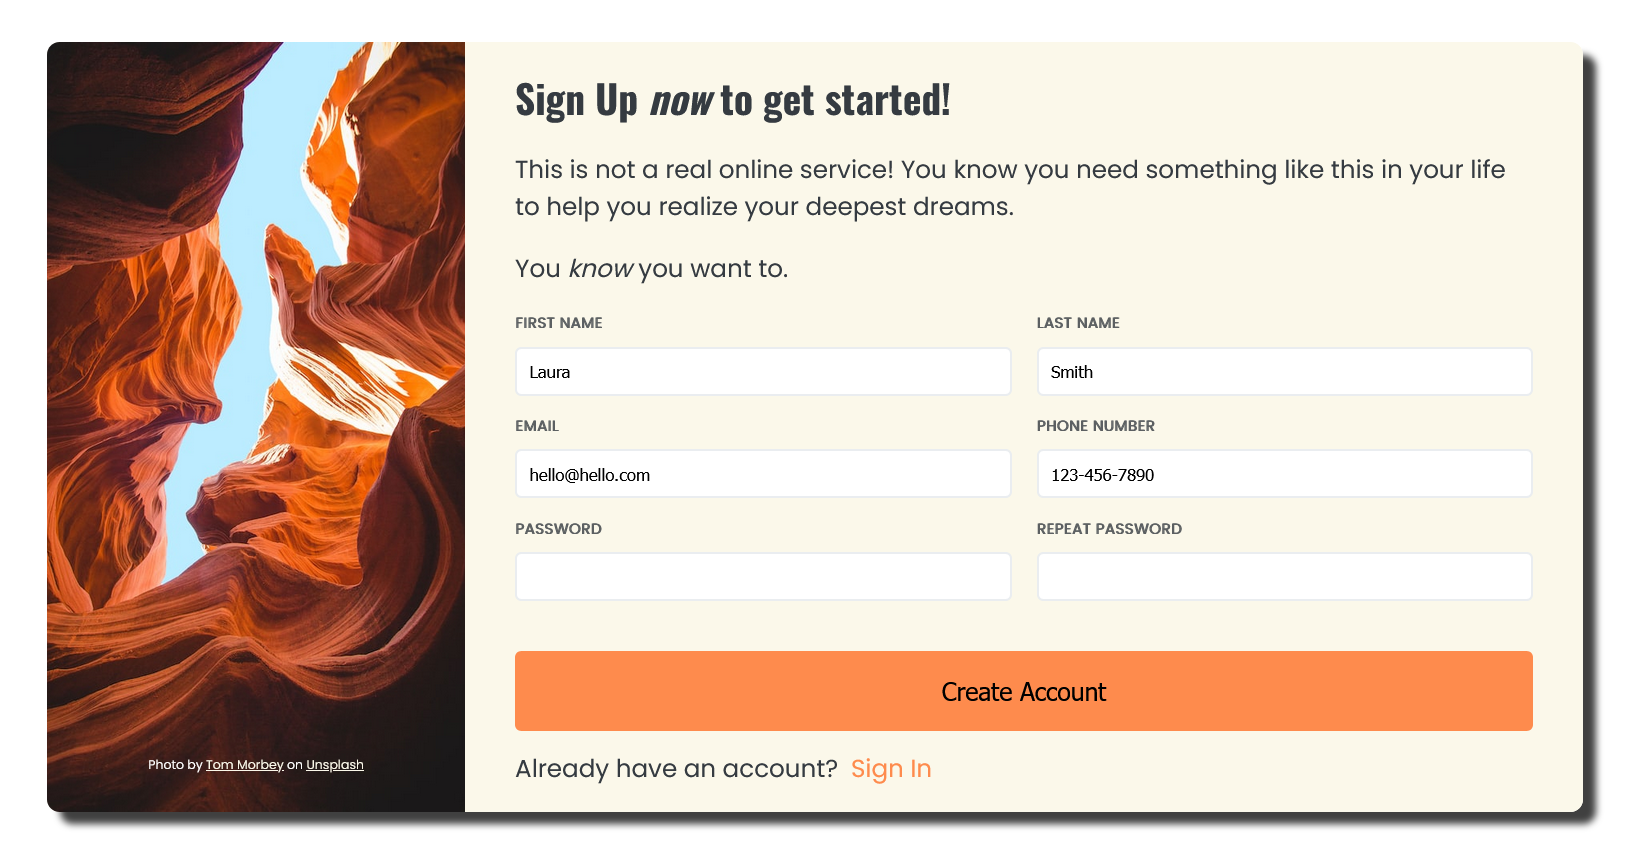 Sign Up now to get started!
This is not a real online service! You know you need something like this in your life
to help you realize your deepest dreams.
You know you want to.
FIRST NAME
LAST NAME
Laura
Smith
EMAIL
PHONE NUMBER
hello@hello.com
123-456-7890
PASSWORD
REPEAT PASSWORD
Create Account
Already have an account? Sign In
Photo by Tom Morbey on Unsplash